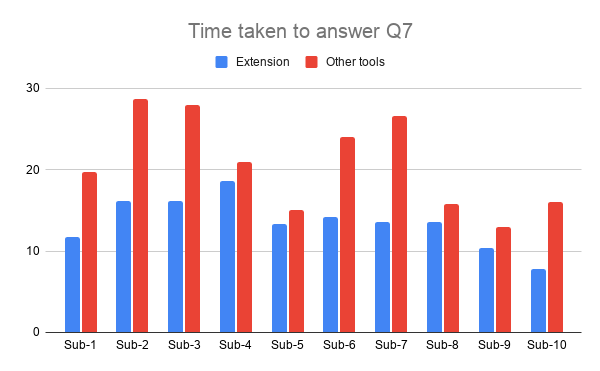 Time taken to answer Q7
Extension Other tools
30
20
10
0
Sub-1 Sub-2 Sub-3 Sub-4 Sub-5 Sub-6 Sub-7 Sub-8 Sub-9 Sub-10